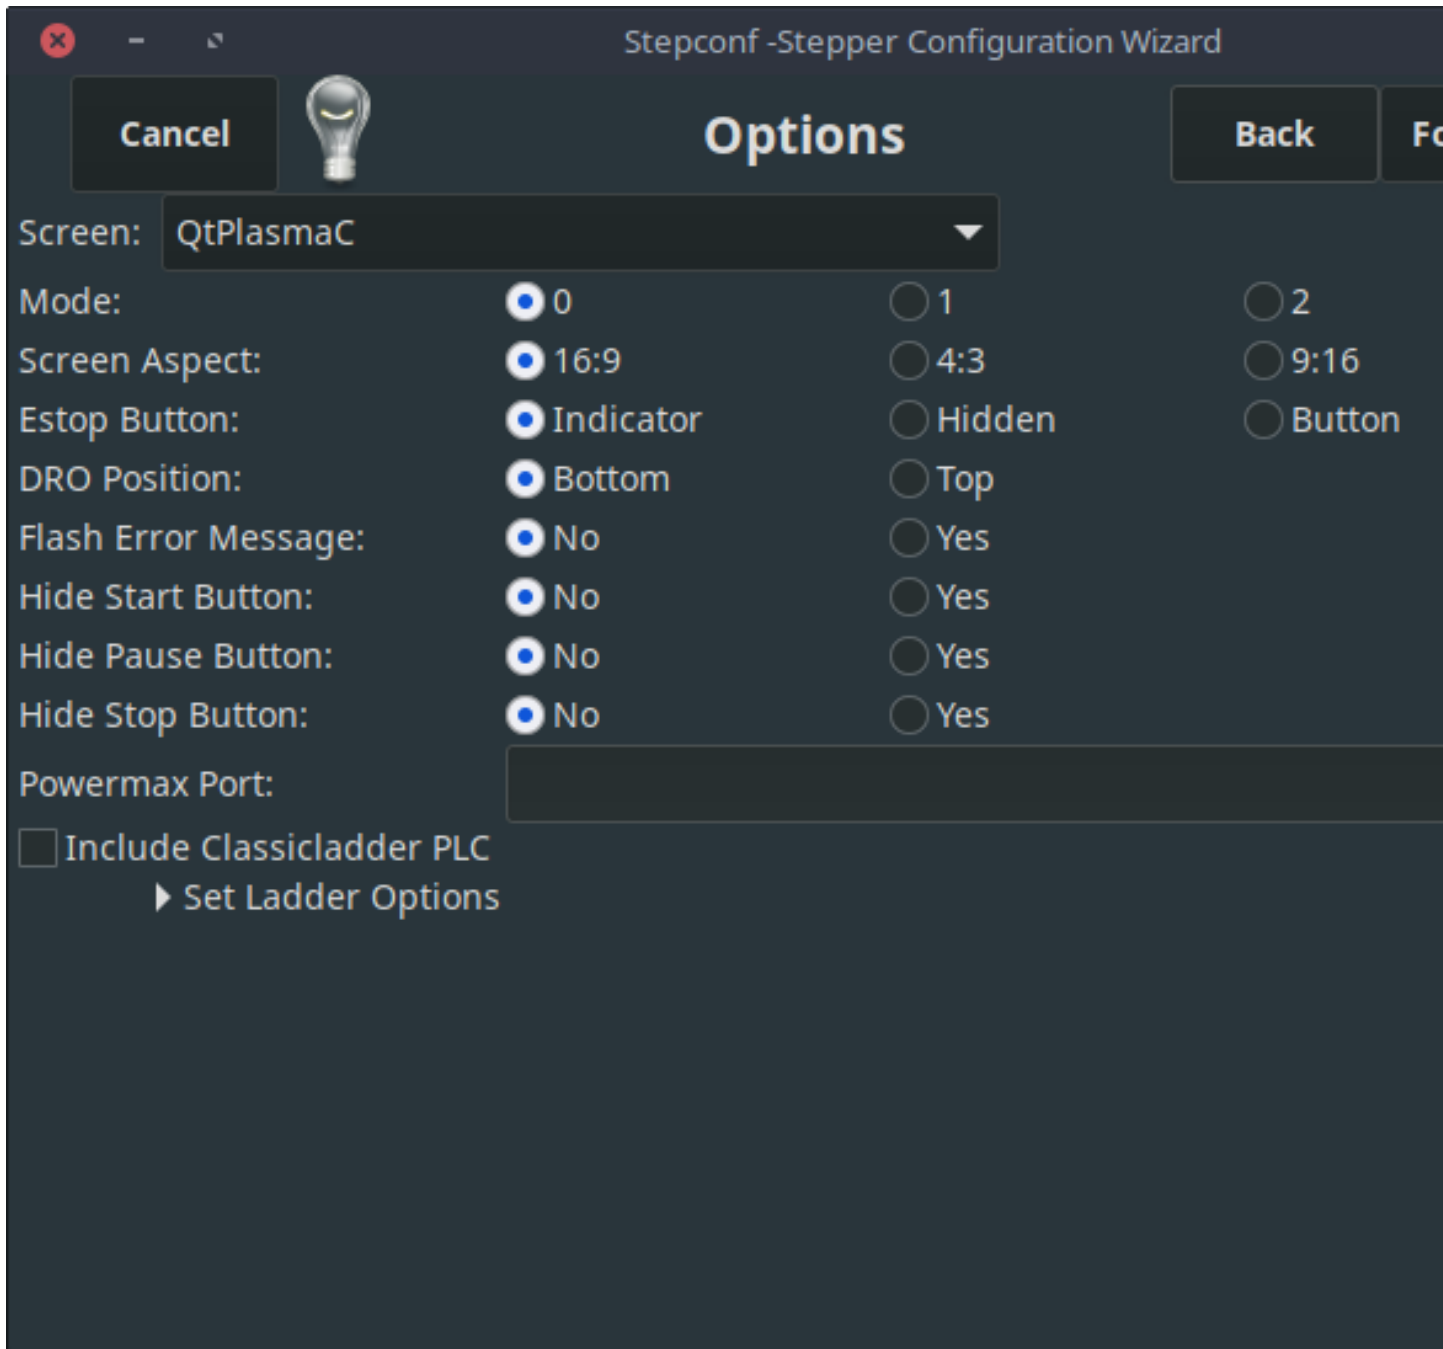 Stepconf -Stepper Configuration Wizard
Cancel Options Back Fo
Screen: QtPlasmaC
Mode: 0 1 2
Screen Aspect: 16:9 4:3 9:16
Estop Button: Indicator Hidden Button
DRO Position: Bottom Top
Flash Error Message: No Yes
Hide Start Button: No Yes
Hide Pause Button: No Yes
Hide Stop Button: No Yes
Powermax Port:
Include Classicladder PLC
Set Ladder Options